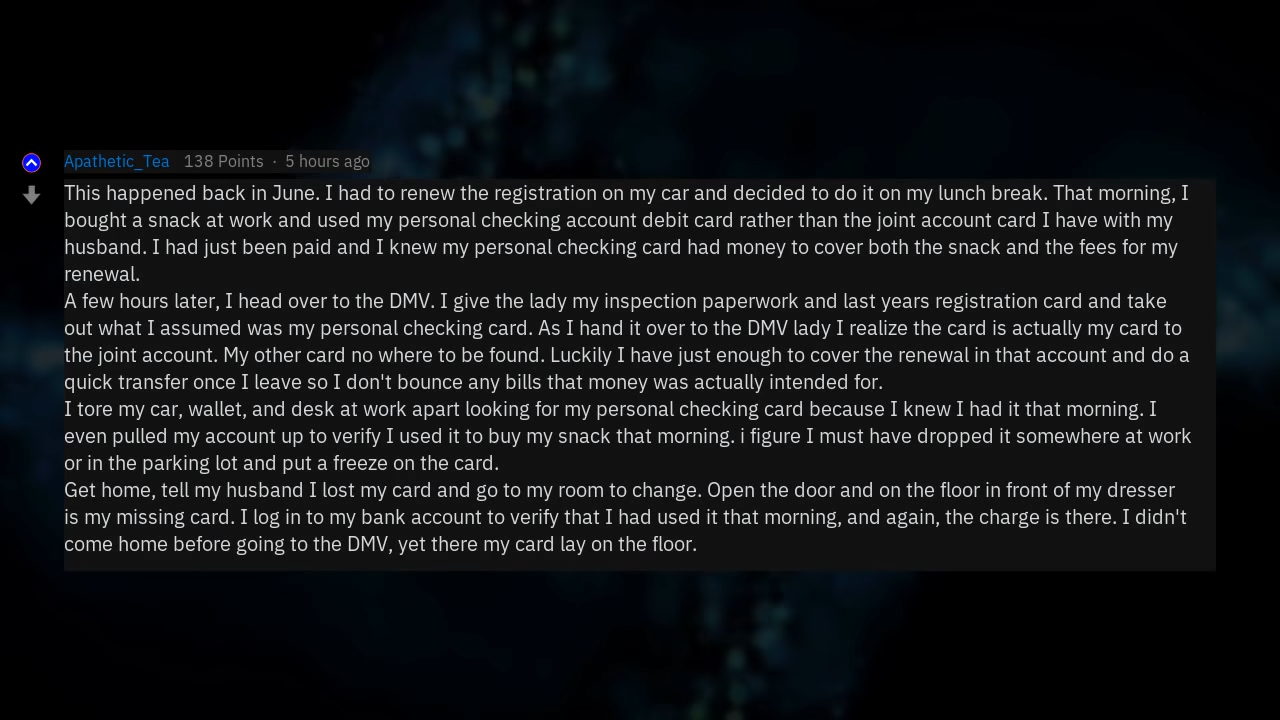 Apathetic_Tea 138 Points · 5 hours ago
This happened back in June. I had to renew the registration on my car and decided to do it on my lunch break. That morning, I
bought a snack at work and used my personal checking account debit card rather than the joint account card I have with my
husband. I had just been paid and I knew my personal checking card had money to cover both the snack and the fees for my
renewal.
A few hours later, I head over to the DMV. I give the lady my inspection paperwork and last years registration card and take
out what I assumed was my personal checking card. As I hand it over to the DMV lady I realize the card is actually my card to
the joint account. My other card no where to be found. Luckily I have just enough to cover the renewal in that account and do a
quick transfer once I leave so I don't bounce any bills that money was actually intended for.
I tore my car, wallet, and desk at work apart looking for my personal checking card because I knew I had it that morning. I
even pulled my account up to verify I used it to buy my snack that morning. i figure I must have dropped it somewhere at work
or in the parking lot and put a freeze on the card.
Get home, tell my husband I lost my card and go to my room to change. Open the door and on the floor in front of my dresser
is my missing card. I log in to my bank account to verify that I had used it that morning, and again, the charge is there. I didn't
come home before going to the DMV, yet there my card lay on the floor.